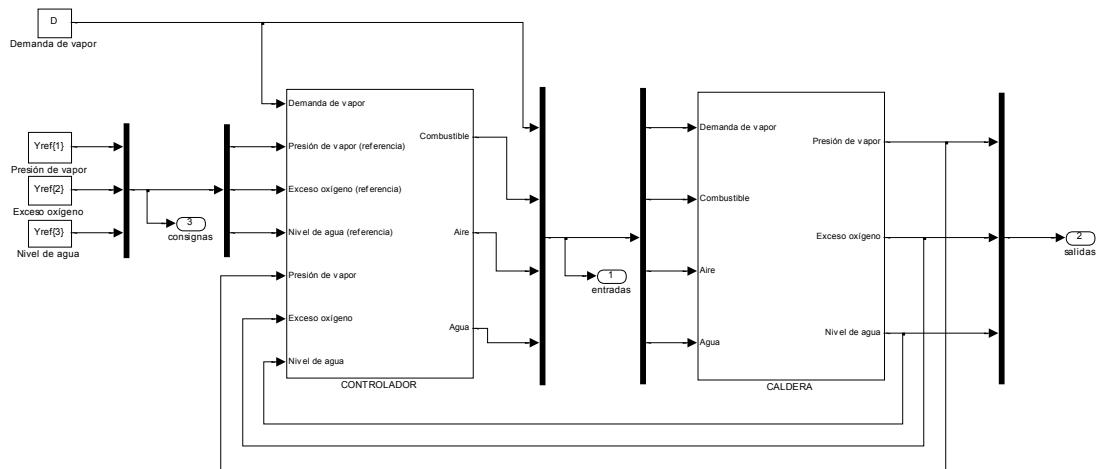 D
Demanda de vapor
Yref{1}
Presión de vapor
Yref{2}
Exceso oxígeno
Yref{3}
Nivel de agua
3
consignas
Demanda de vapor
Presión de vapor (referencia)
Exceso oxígeno (referencia)
Nivel de agua (referencia)
Presión de vapor
Exceso oxígeno
Nivel de agua
Combustible
Aire
Agua
CONTROLADOR
1
entradas
Demanda de vapor
Combustible
Aire
Agua
Presión de vapor
Exceso oxígeno
Nivel de agua
CALDERA
2
salidas